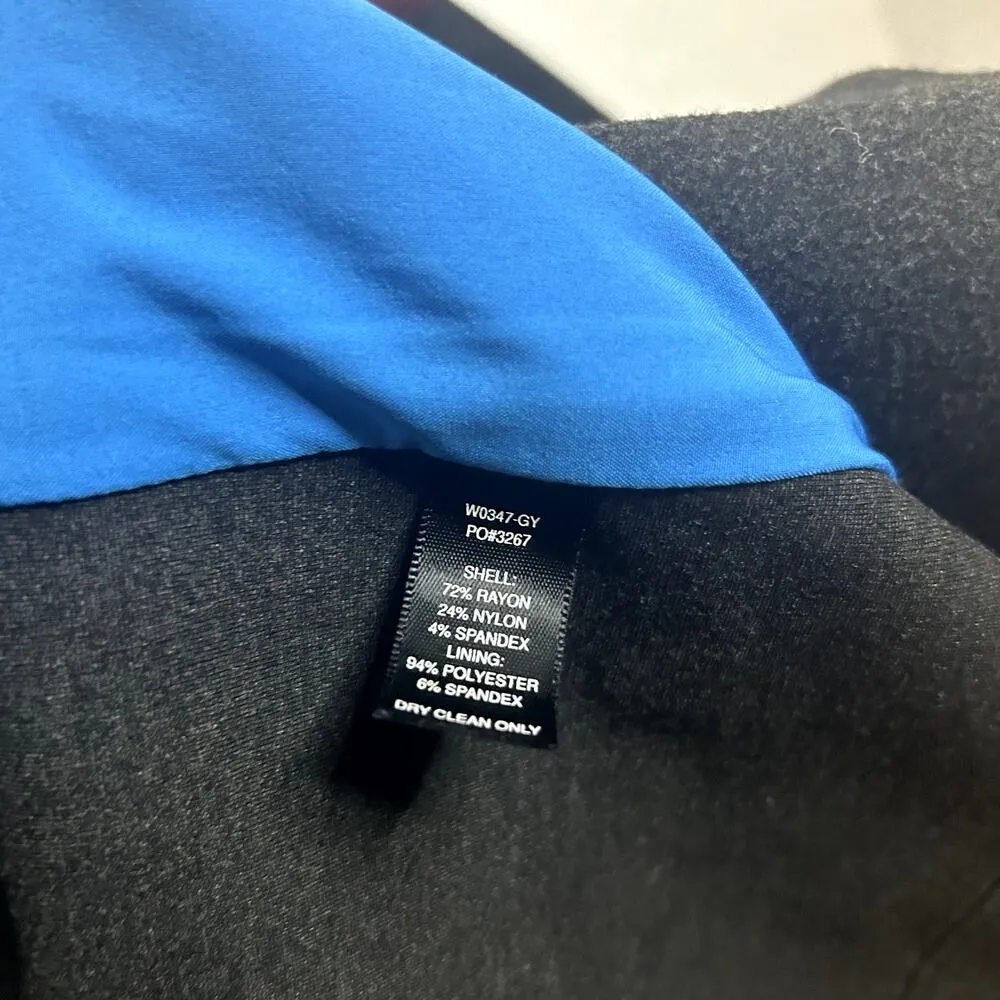 W0347-GY
PO#3267
SHELL:
72% RAYON
24% NYLON
4% SPANDEX
LINING:
94% POLYESTER
6% SPANDEX
DRY CLEAN ONLY